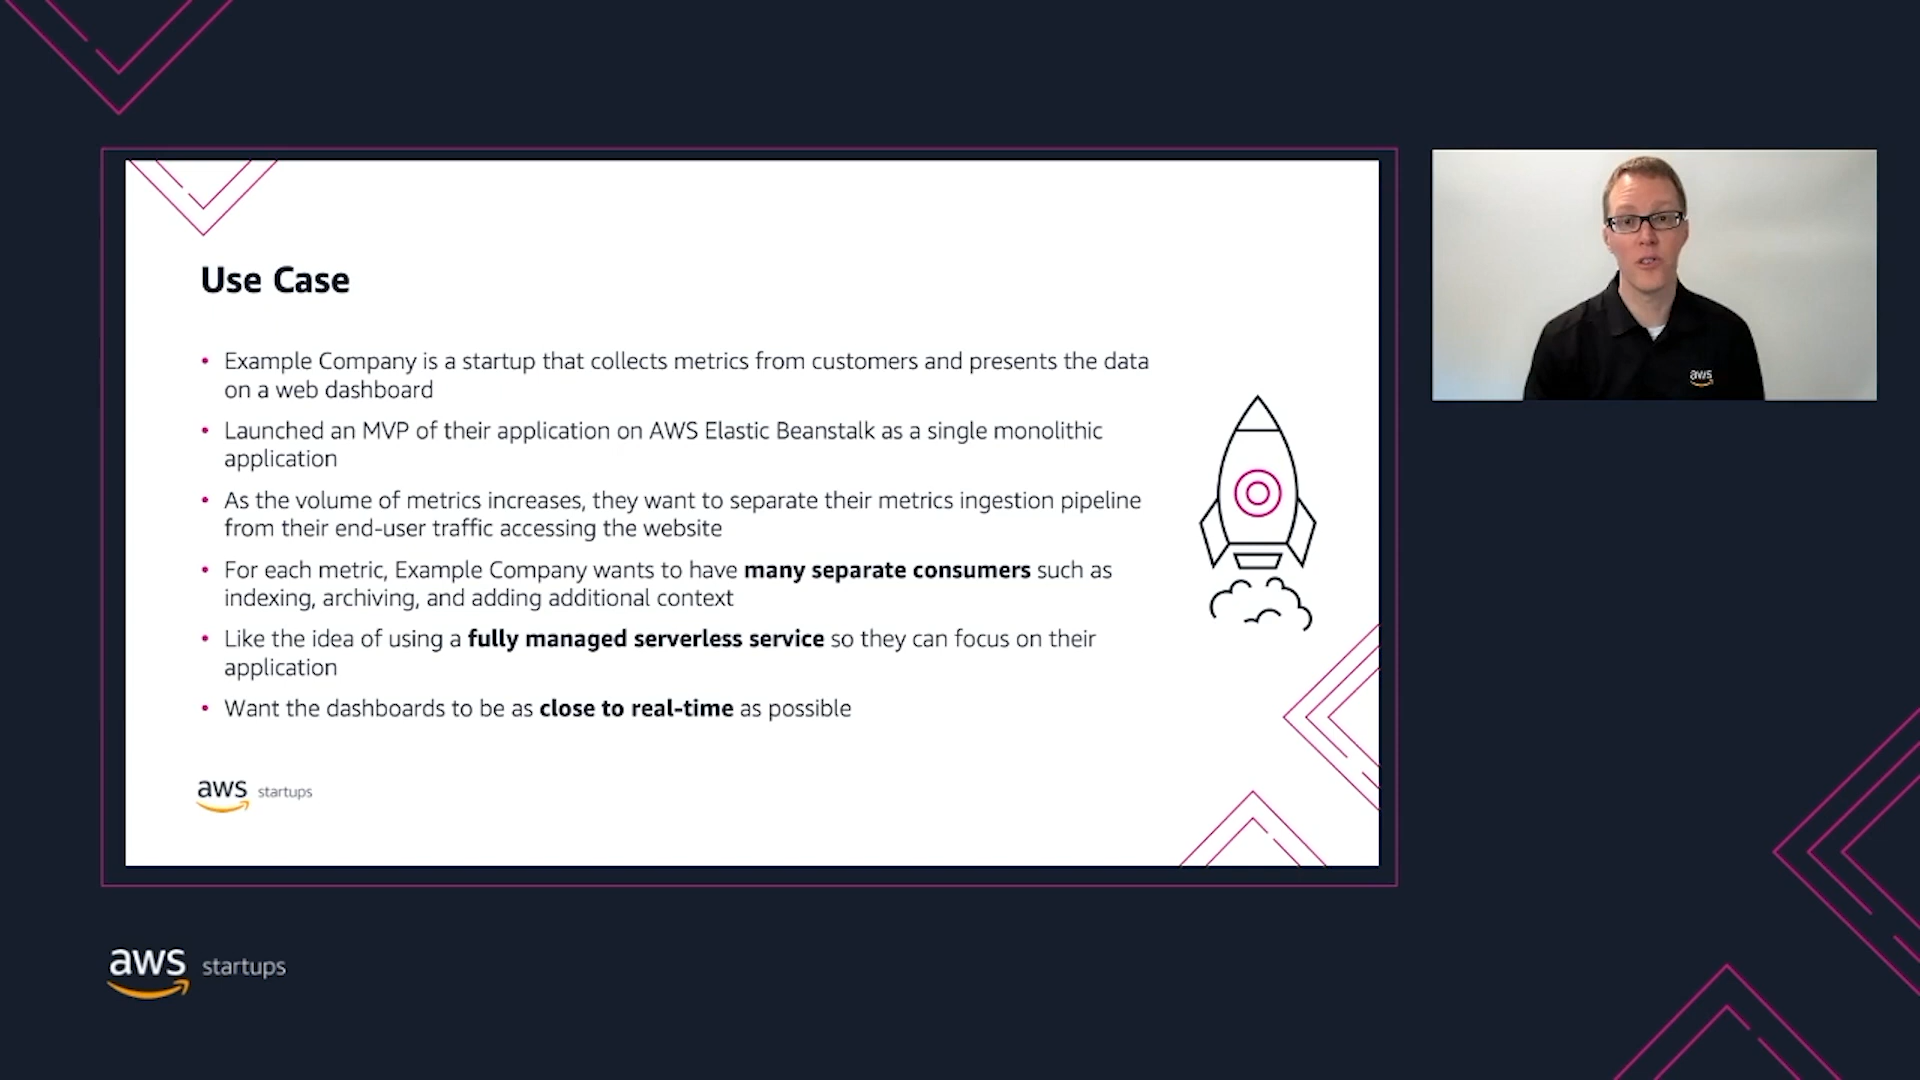 Use Case
• Example Company is a startup that collects metrics from customers and presents the data
on a web dashboard
• Launched an MVP of their application on AWS Elastic Beanstalk as a single monolithic
application
• As the volume of metrics increases, they want to separate their metrics ingestion pipeline
from their end-user traffic accessing the website
• For each metric, Example Company wants to have many separate consumers such as
indexing, archiving, and adding additional context
• Like the idea of using a fully managed serverless service so they can focus on their
application
• Want the dashboards to be as close to real-time as possible
aws startups
aws
aws startups